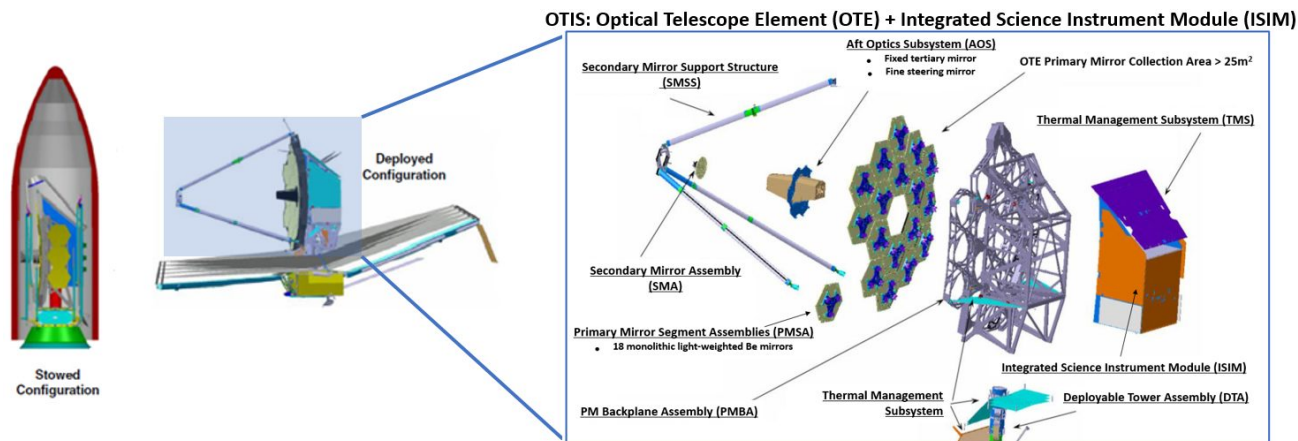 OTIS: Optical Telescope Element (OTE) + Integrated Science Instrument Module (ISIM)
Aft Optics Subsystem (AOS)
• Fixed tertiary mirror
• Fine steering mirror
Secondary Mirror Support Structure
(SMSS)
OTE Primary Mirror Collection Area > 25m²
Thermal Management Subsystem (TMS)
Deployed
Configuration
Secondary Mirror Assembly
(SMA)
Primary Mirror Segment Assemblies (PMSA)
• 18 monolithic light-weighted Be mirrors
Integrated Science Instrument Module (ISIM)
Stowed
Configuration
PM Backplane Assembly (PMBA)
Thermal Management
Subsystem
Deployable Tower Assembly (DTA)